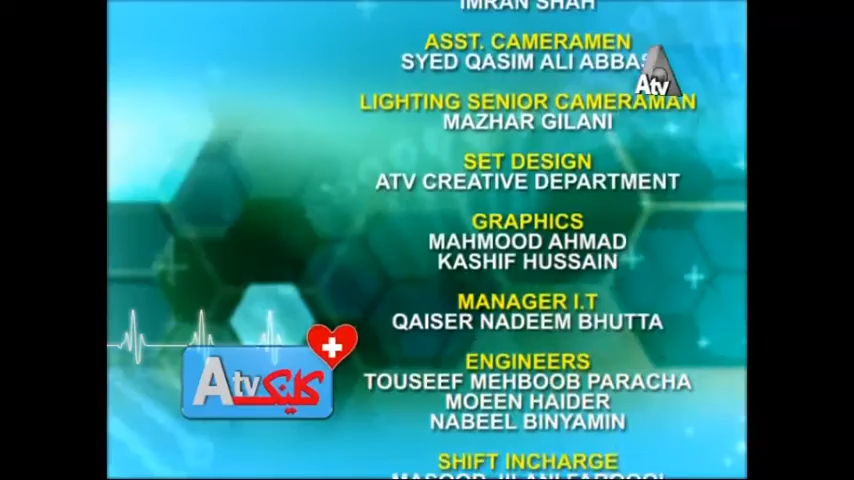 IMRAN SHAH
ASST. CAMERAMEN
SYED QASIM ALI ABBAS
Atv
LIGHTING SENIOR CAMERAMAN
MAZHAR GILANI
SET DESIGN
ATV CREATIVE DEPARTMENT
GRAPHICS
MAHMOOD AHMAD
KASHIF HUSSAIN
MANAGER I.T
QAISER NADEEM BHUTTA
ENGINEERS
TOUSEEF MEHBOOB PARACHA
MOEEN HAIDER
NABEEL BINYAMIN
Atv کلینک
SHIFT INCHARGE